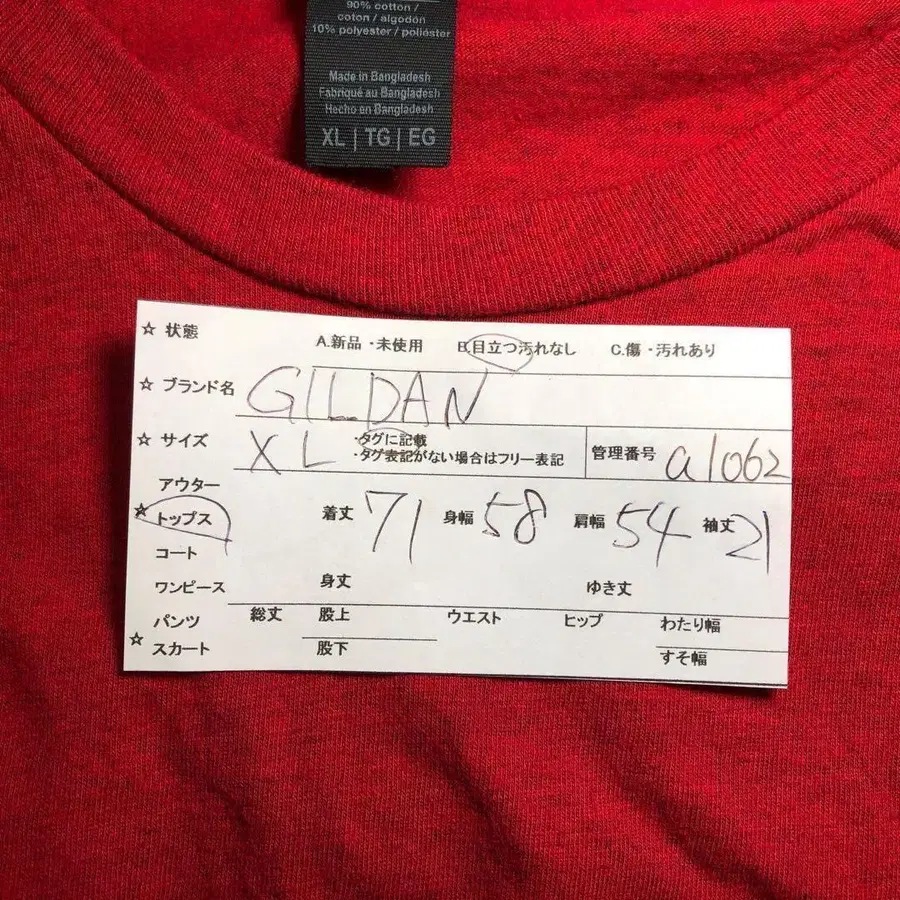 90% cotton /
coton / algodón
10% polyester / poliéster
Made in Bangladesh
Fabriqué au Bangladesh
Hecho en Bangladesh
XL | TG | EG
☆ 状態 A.新品・未使用 B.目立つ汚れなし C.傷・汚れあり
☆ ブランド名 GILDAN
☆ サイズ XL ・タグに記載
・タグ表記がない場合はフリー表記
管理番号 a1062
アウター
☆ トップス 着丈 71 身幅 58 肩幅 54 袖丈 21
コート
ワンピース 身丈 ゆき丈
パンツ 総丈 股上 ウエスト ヒップ わたり幅
☆ スカート 股下 すそ幅